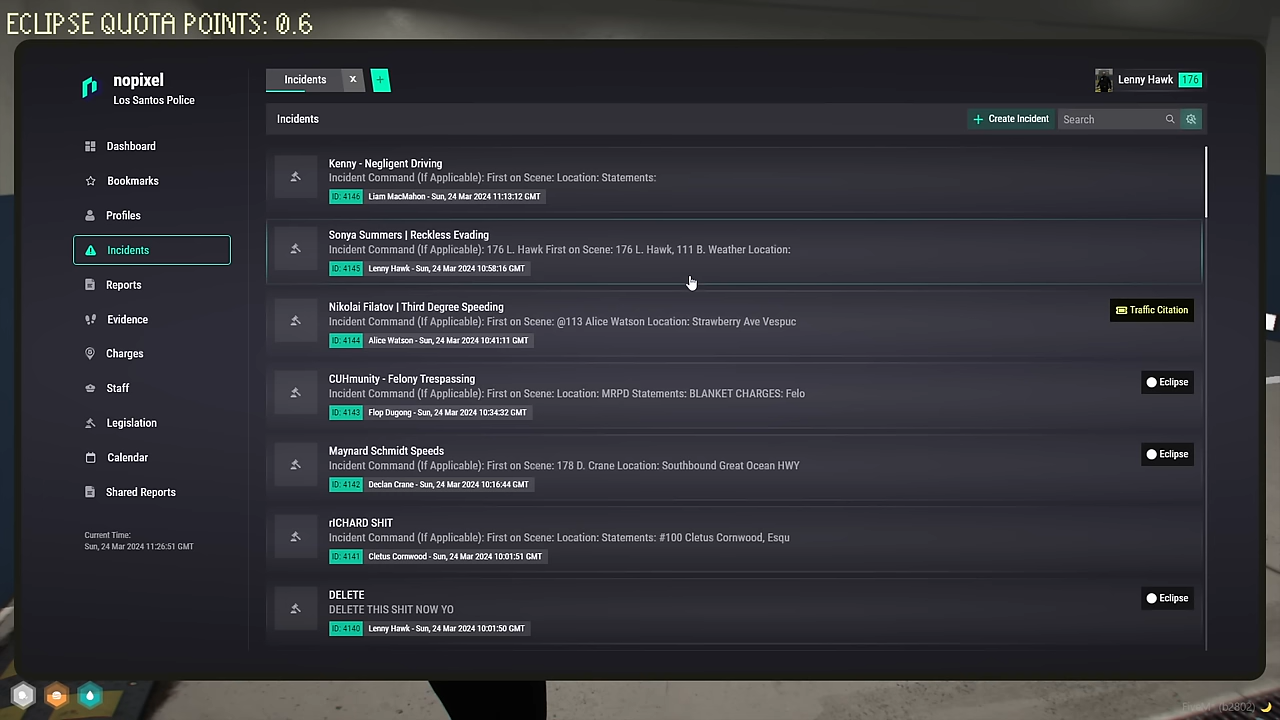 ECLIPSE QUOTA POINTS: 0.6
nopixel
Los Santos Police
Incidents x +
Lenny Hawk 176
Incidents
+ Create Incident
Search
Dashboard
Bookmarks
Profiles
Incidents
Reports
Evidence
Charges
Staff
Legislation
Calendar
Shared Reports
Current Time:
Sun, 24 Mar 2024 11:26:51 GMT
Kenny - Negligent Driving
Incident Command (If Applicable): First on Scene: Location: Statements:
ID: 4146 Liam MacMahon - Sun, 24 Mar 2024 11:13:12 GMT
Sonya Summers | Reckless Evading
Incident Command (If Applicable): 176 L. Hawk First on Scene: 176 L. Hawk, 111 B. Weather Location:
ID: 4145 Lenny Hawk - Sun, 24 Mar 2024 10:58:16 GMT
Nikolai Filatov | Third Degree Speeding
Incident Command (If Applicable): First on Scene: @113 Alice Watson Location: Strawberry Ave Vespuc
ID: 4144 Alice Watson - Sun, 24 Mar 2024 10:41:11 GMT
Traffic Citation
CUHmunity - Felony Trespassing
Incident Command (If Applicable): First on Scene: Location: MRPD Statements: BLANKET CHARGES: Felo
ID: 4143 Flop Dugong - Sun, 24 Mar 2024 10:34:32 GMT
Eclipse
Maynard Schmidt Speeds
Incident Command (If Applicable): First on Scene: 178 D. Crane Location: Southbound Great Ocean HWY
ID: 4142 Declan Crane - Sun, 24 Mar 2024 10:16:44 GMT
Eclipse
rICHARD SHIT
Incident Command (If Applicable): First on Scene: Location: Statements: #100 Cletus Cornwood, Esqu
ID: 4141 Cletus Cornwood - Sun, 24 Mar 2024 10:01:51 GMT
DELETE
DELETE THIS SHIT NOW YO
ID: 4140 Lenny Hawk - Sun, 24 Mar 2024 10:01:50 GMT
Eclipse
(b2802)